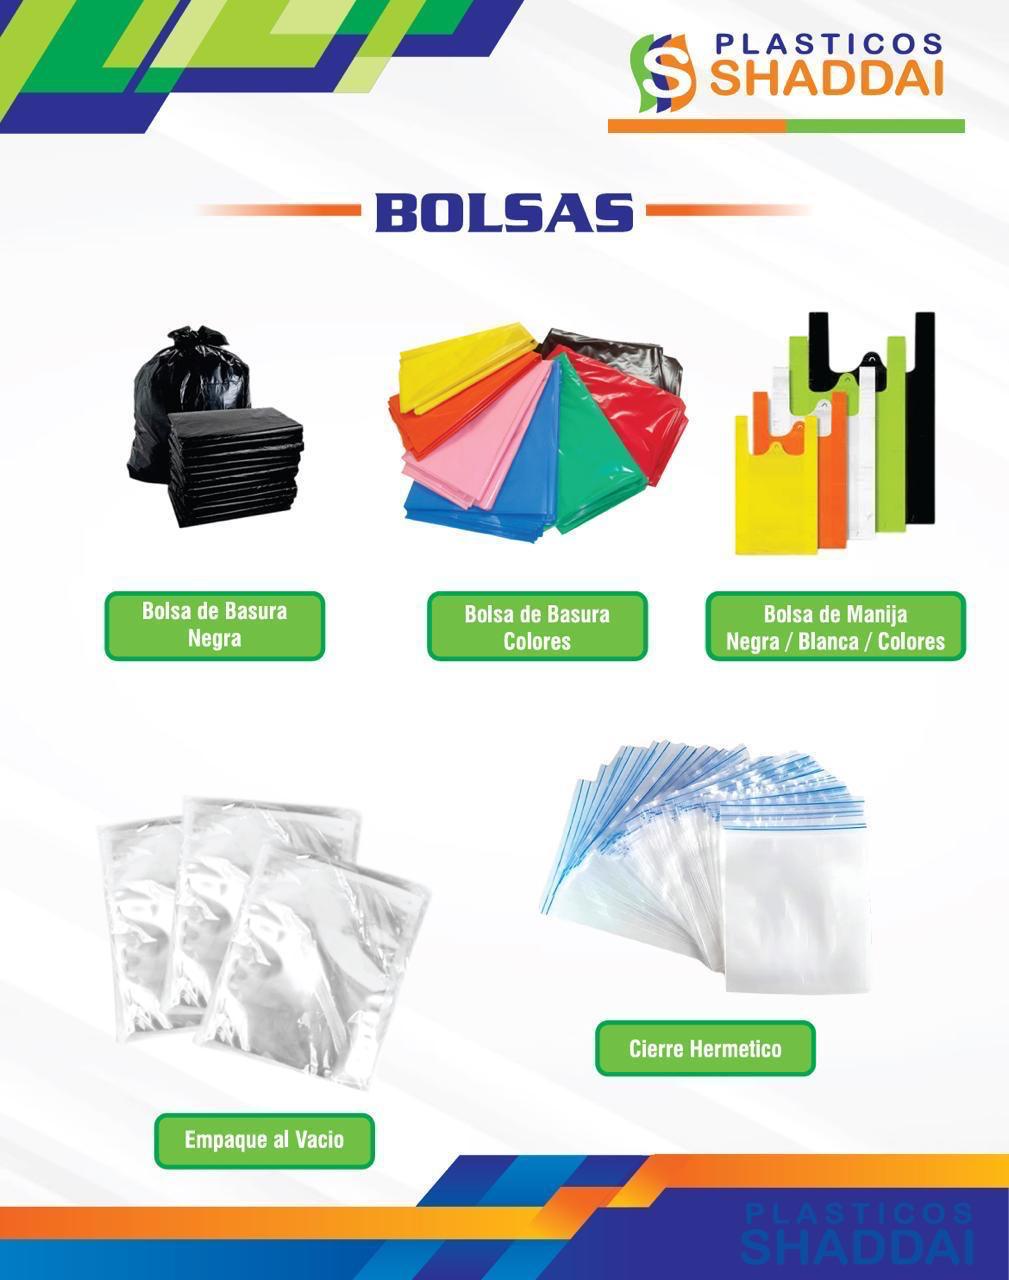 PLASTICOS
SHADDAI
BOLSAS
Bolsa de Basura
Negra
Bolsa de Basura
Colores
Bolsa de Manija
Negra / Blanca / Colores
Cierre Hermetico
Empaque al Vacio
PLASTICOS
SHADDAI